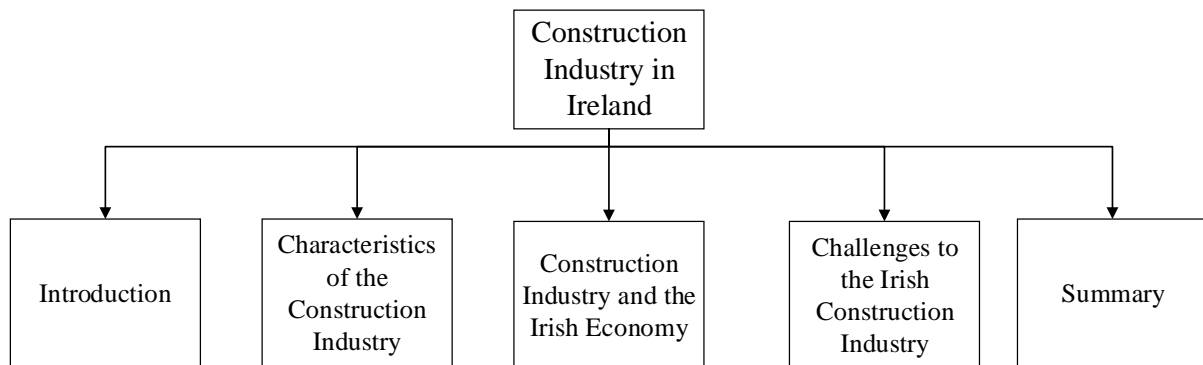 Construction
Industry in
Ireland
Introduction
Characteristics
of the
Construction
Industry
Construction
Industry and the
Irish Economy
Challenges to
the Irish
Construction
Industry
Summary